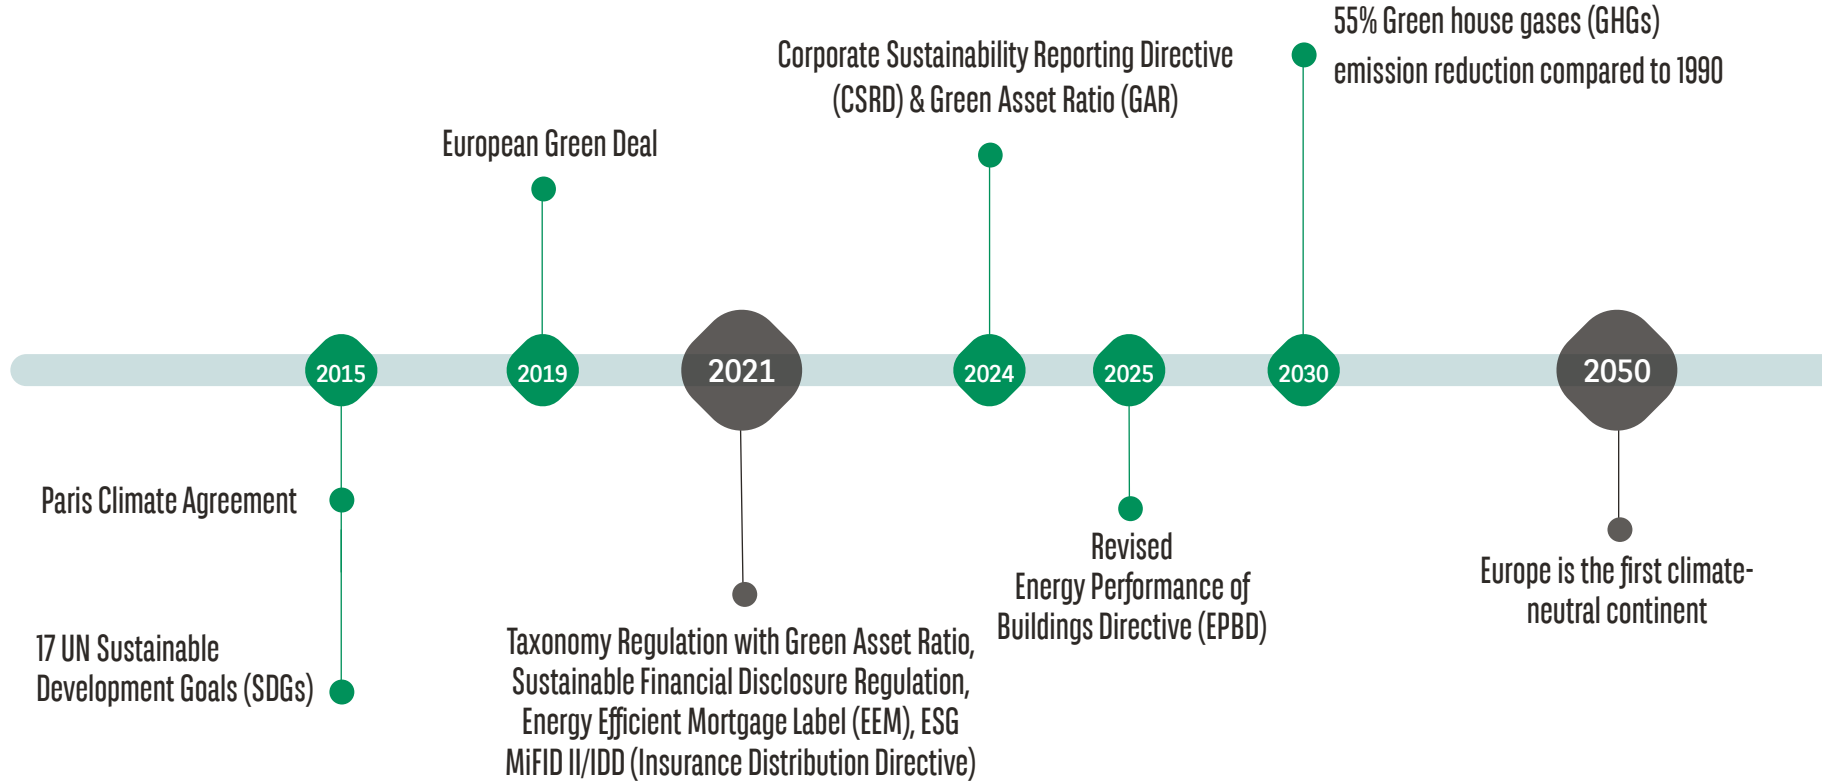 55% Green house gases (GHGs)
emission reduction compared to 1990
Corporate Sustainability Reporting Directive
(CSRD) & Green Asset Ratio (GAR)
European Green Deal
2015
2019
2021
2024
2025
2030
2050
Paris Climate Agreement
17 UN Sustainable
Development Goals (SDGs)
Taxonomy Regulation with Green Asset Ratio,
Sustainable Financial Disclosure Regulation,
Energy Efficient Mortgage Label (EEM), ESG
MiFID II/IDD (Insurance Distribution Directive)
Revised
Energy Performance of
Buildings Directive (EPBD)
Europe is the first climate-
neutral continent